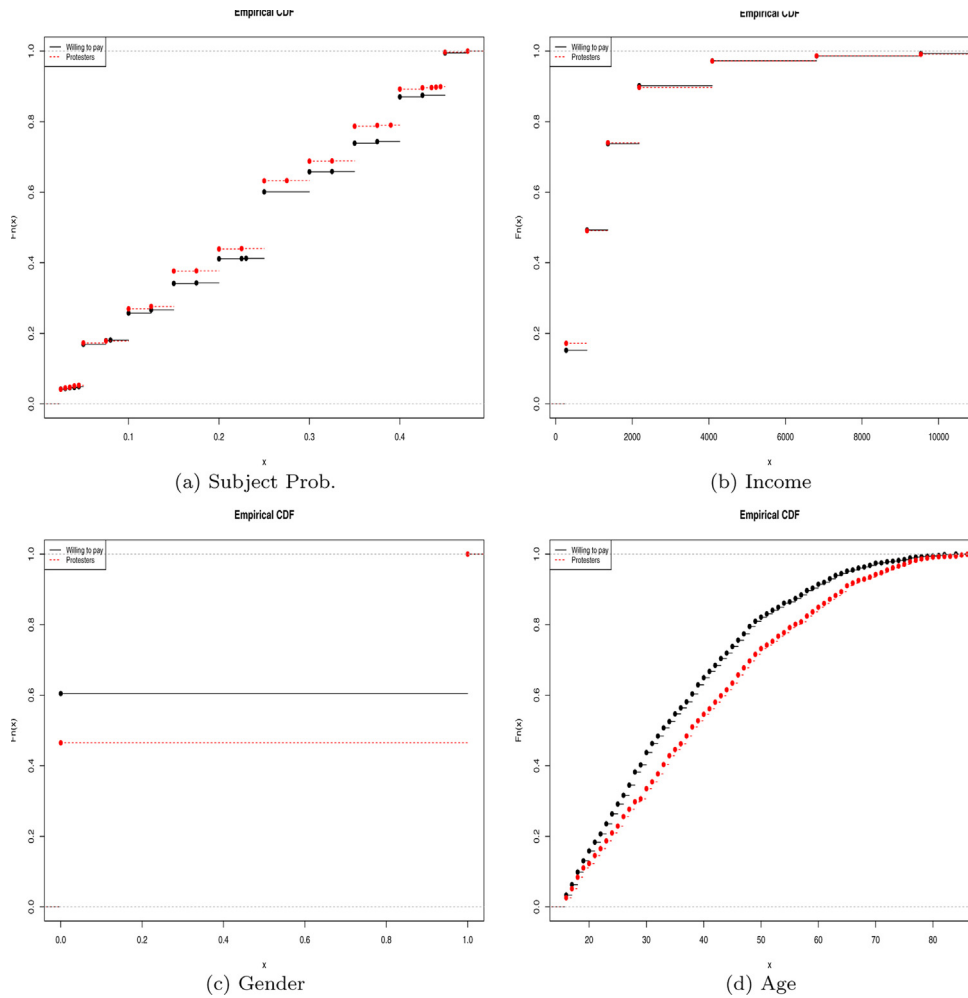 Empirical CDF
Willing to pay
Protesters
Fn(x)
0.0 0.2 0.4 0.6 0.8 1.0
0.1 0.2 0.3 0.4
x
(a) Subject Prob.
Empirical CDF
Willing to pay
Protesters
Fn(x)
0.0 0.2 0.4 0.6 0.8 1.0
0 2000 4000 6000 8000 10000
x
(b) Income
Empirical CDF
Willing to pay
Protesters
Fn(x)
0.0 0.2 0.4 0.6 0.8 1.0
0.0 0.2 0.4 0.6 0.8 1.0
x
(c) Gender
Empirical CDF
Willing to pay
Protesters
Fn(x)
0.0 0.2 0.4 0.6 0.8 1.0
20 30 40 50 60 70 80
x
(d) Age